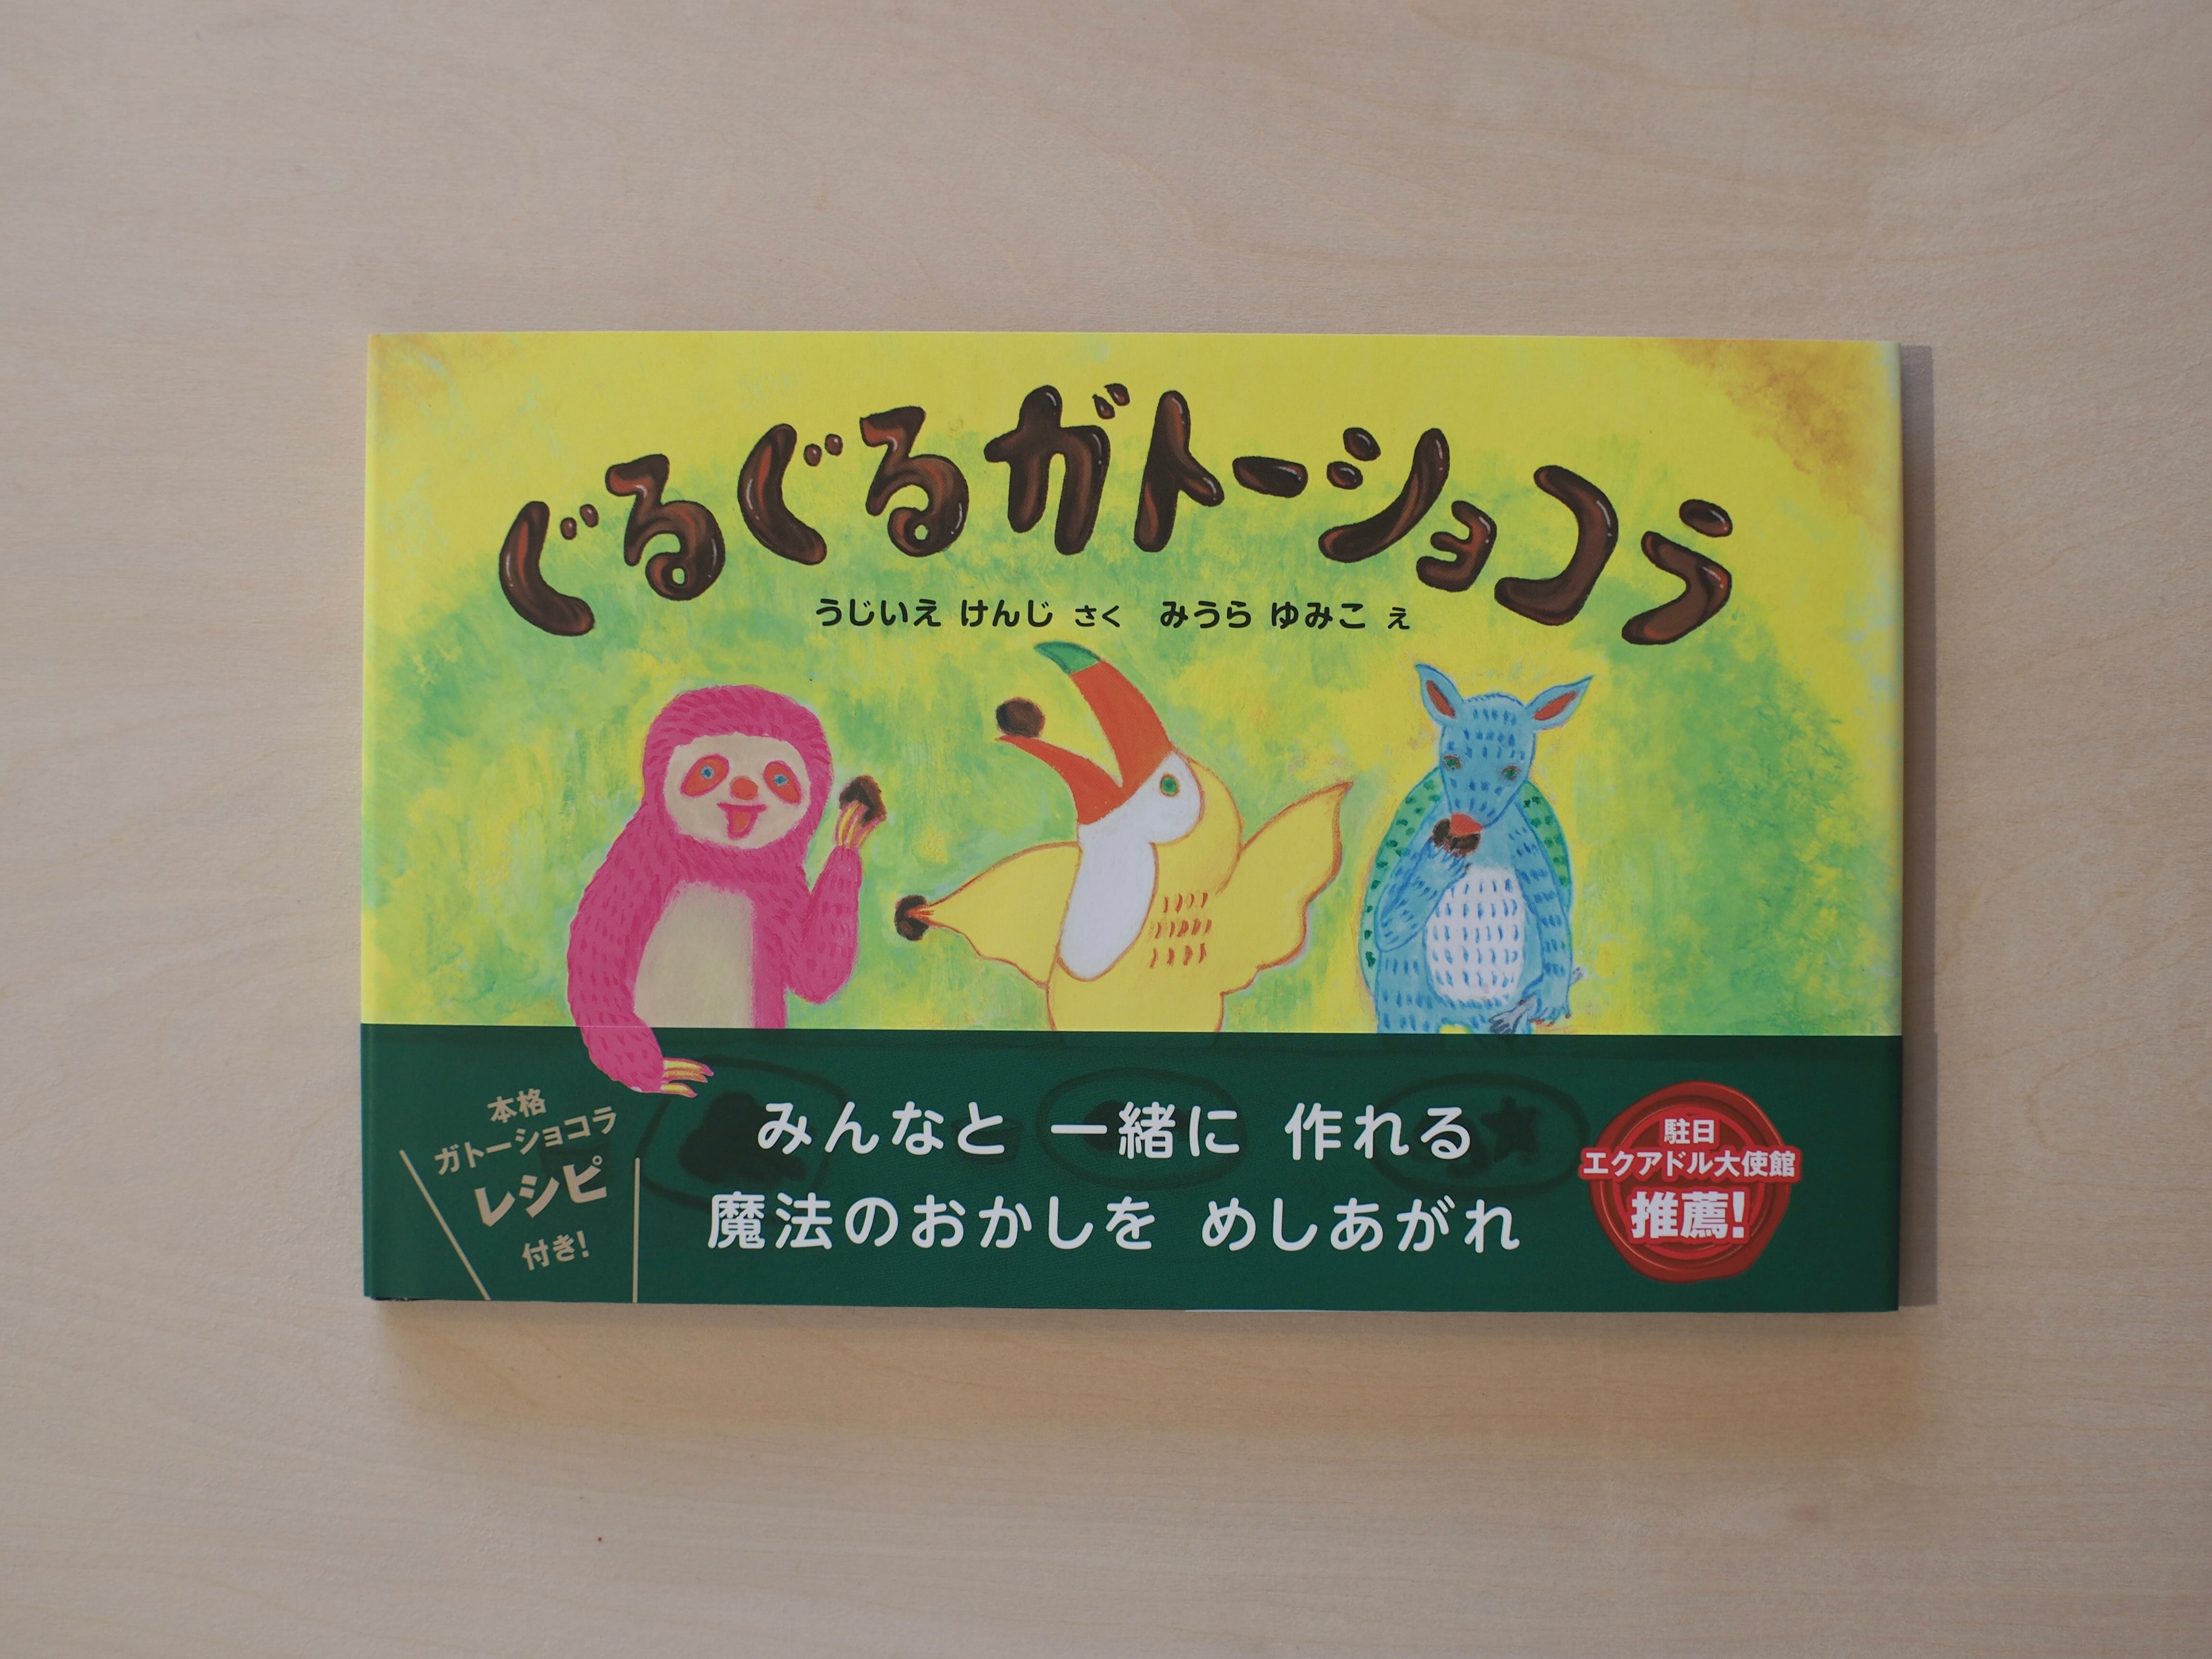 ぐるぐるガトーショコラ
うじいえ けんじ さく　みうら ゆみこ え
本格
ガトーショコラ
レシピ
付き!
みんなと 一緒に 作れる
魔法のおかしを めしあがれ
駐日
エクアドル大使館
推薦!